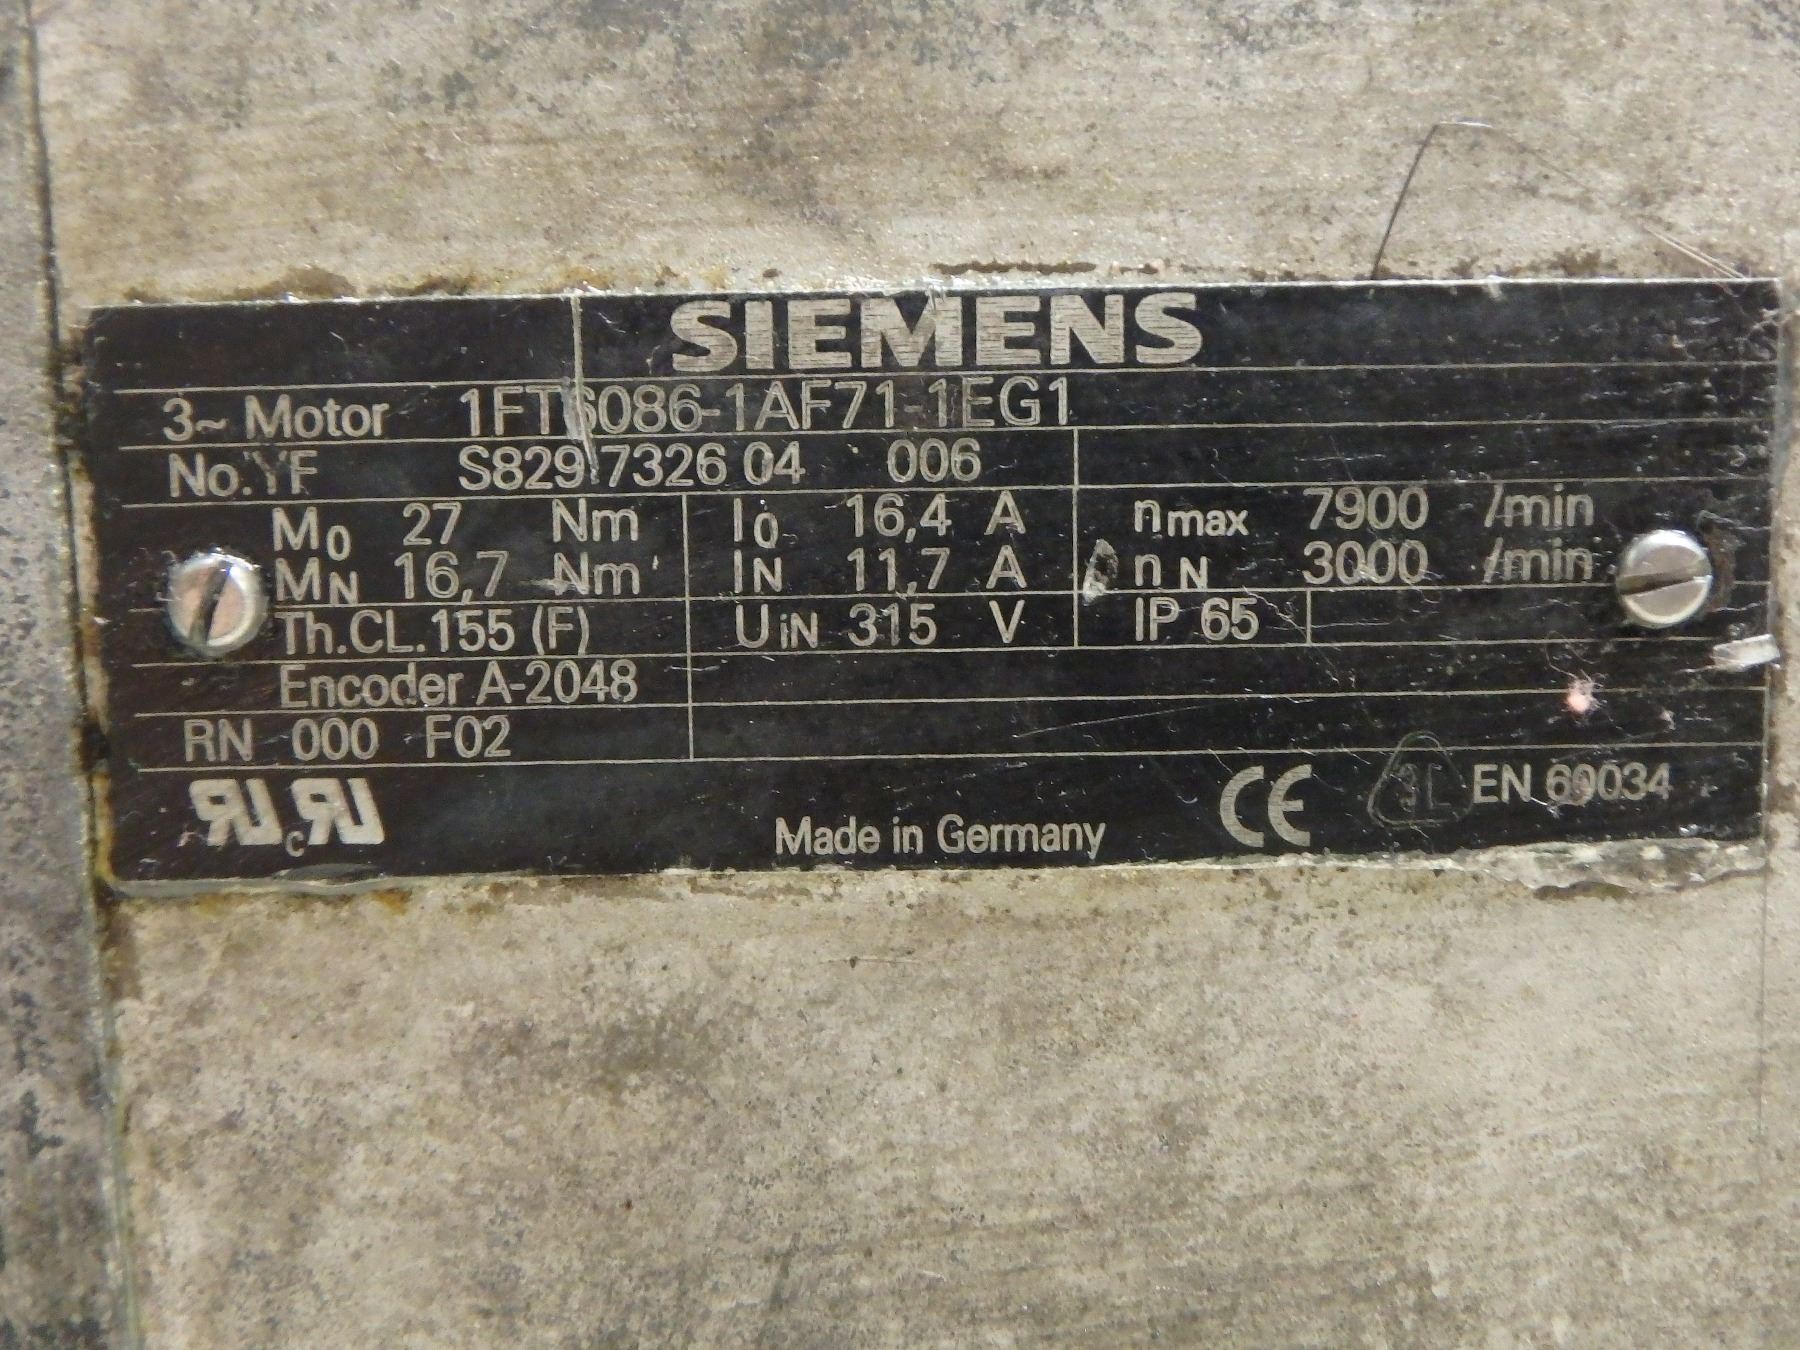 SIEMENS
3~ Motor 1FT6086-1AF71-1EG1
No. YF S829 7326 04 006
M0 27 Nm I0 16,4 A nmax 7900 /min
MN 16,7 Nm IN 11,7 A nN 3000 /min
Th.CL.155 (F) UiN 315 V IP 65
Encoder A-2048
RN 000 F02
Made in Germany CE EN 60034